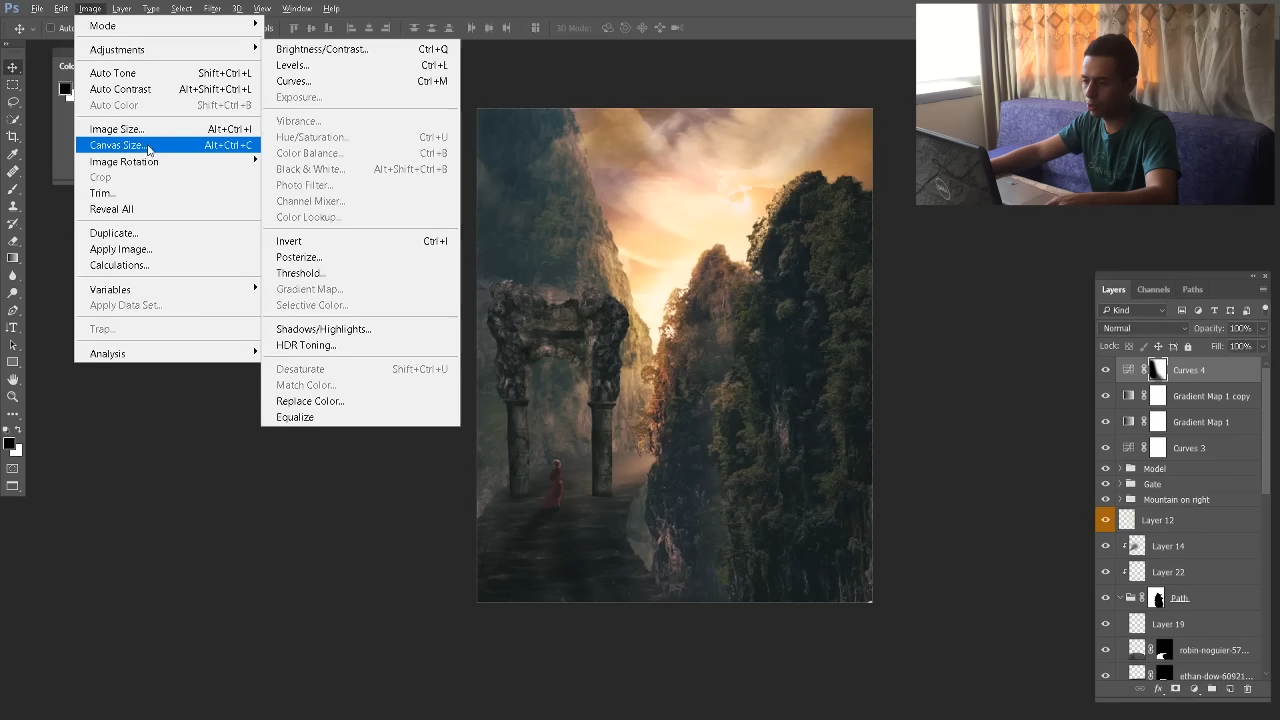 Ps File Edit Image Layer Type Select Filter 3D View Window Help
Auto
3D Mode:
Mode
Adjustments
Auto Tone Shift+Ctrl+L
Auto Contrast Alt+Shift+Ctrl+L
Auto Color Shift+Ctrl+B
Image Size... Alt+Ctrl+I
Canvas Size... Alt+Ctrl+C
Image Rotation
Crop
Trim...
Reveal All
Duplicate...
Apply Image...
Calculations...
Variables
Apply Data Set...
Trap...
Analysis
Brightness/Contrast... Ctrl+Q
Levels... Ctrl+L
Curves... Ctrl+M
Exposure...
Vibrance...
Hue/Saturation... Ctrl+U
Color Balance... Ctrl+B
Black & White... Alt+Shift+Ctrl+B
Photo Filter...
Channel Mixer...
Color Lookup...
Invert Ctrl+I
Posterize...
Threshold...
Gradient Map...
Selective Color...
Shadows/Highlights...
HDR Toning...
Desaturate Shift+Ctrl+U
Match Color...
Replace Color...
Equalize
Layers Channels Paths
Kind
Normal Opacity: 100%
Lock: Fill: 100%
Curves 4
Gradient Map 1 copy
Gradient Map 1
Curves 3
Model
Gate
Mountain on right
Layer 12
Layer 14
Layer 22
Path
Layer 19
robin-noguier-57...
ethan-dow-60921...
fx